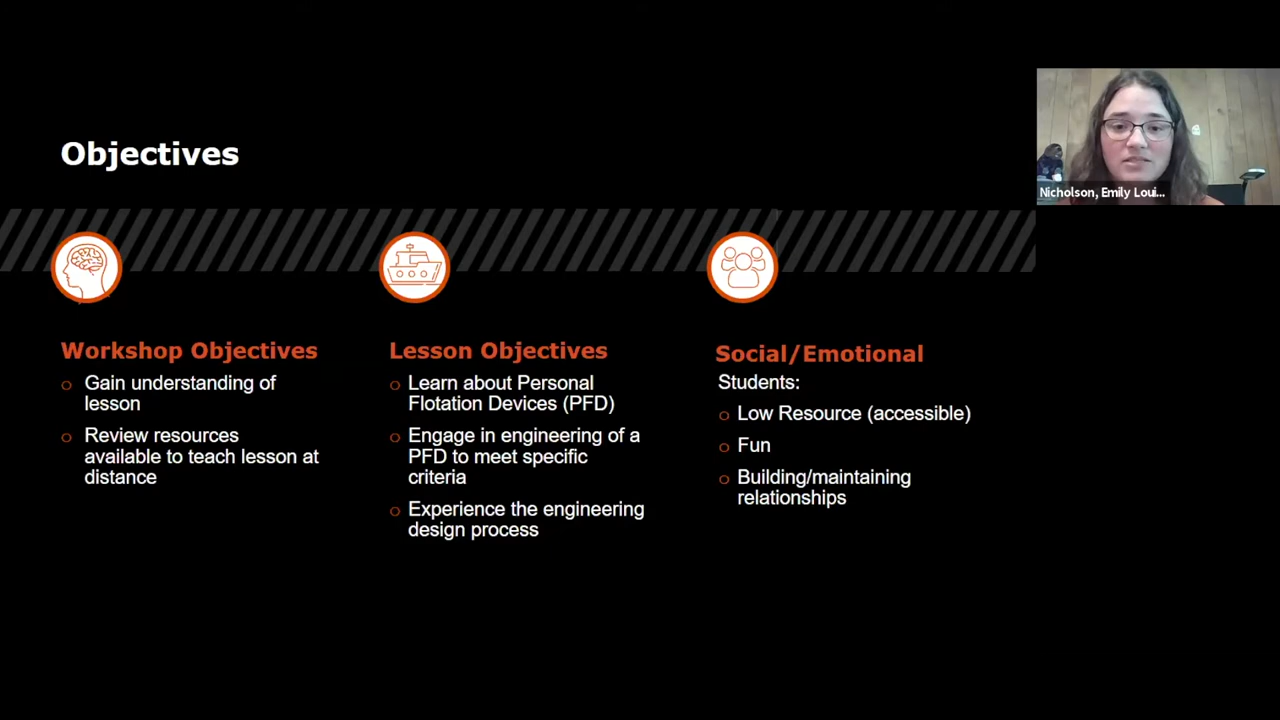 Objectives
Nicholson, Emily Loui...
Workshop Objectives
o Gain understanding of
lesson
o Review resources
available to teach lesson at
distance
Lesson Objectives
o Learn about Personal
Flotation Devices (PFD)
o Engage in engineering of a
PFD to meet specific
criteria
o Experience the engineering
design process
Social/Emotional
Students:
o Low Resource (accessible)
o Fun
o Building/maintaining
relationships